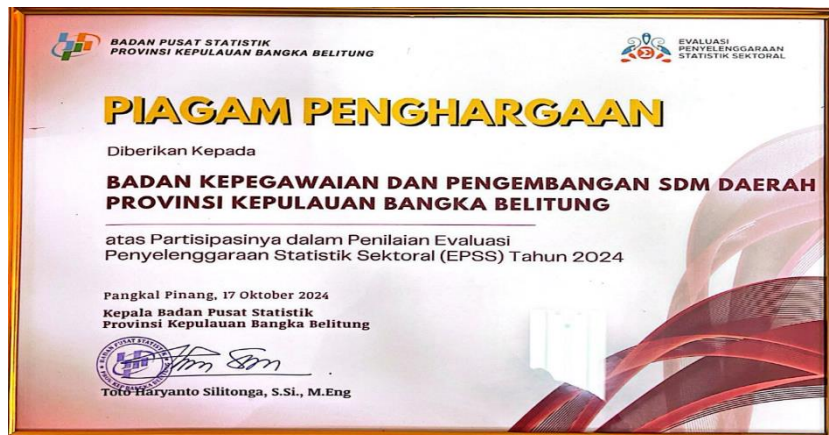 BADAN PUSAT STATISTIK
PROVINSI KEPULAUAN BANGKA BELITUNG
EVALUASI
PENYELENGGARAAN
STATISTIK SEKTORAL
PIAGAM PENGHARGAAN
Diberikan Kepada
BADAN KEPEGAWAIAN DAN PENGEMBANGAN SDM DAERAH
PROVINSI KEPULAUAN BANGKA BELITUNG
atas Partisipasinya dalam Penilaian Evaluasi
Penyelenggaraan Statistik Sektoral (EPSS) Tahun 2024
Pangkal Pinang, 17 Oktober 2024
Kepala Badan Pusat Statistik
Provinsi Kepulauan Bangka Belitung
Toto Haryanto Silitonga, S.Si., M.Eng